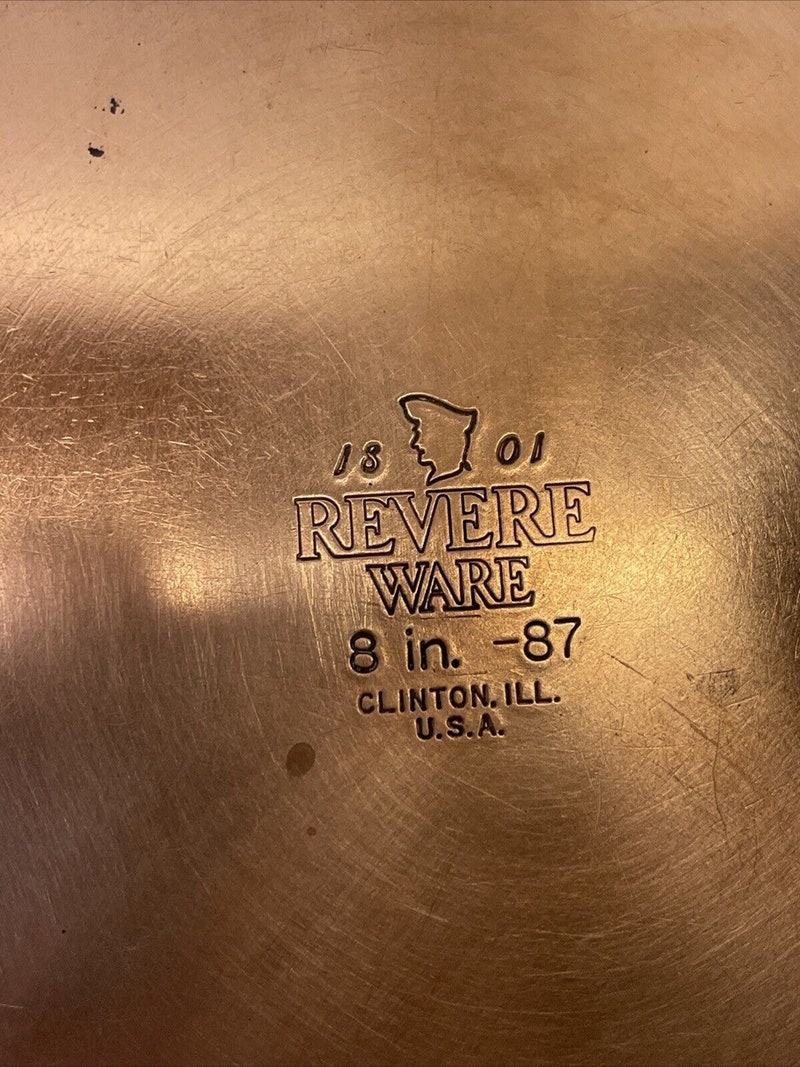 18 01
REVERE
WARE
8 in. -87
CLINTON, ILL.
U.S.A.